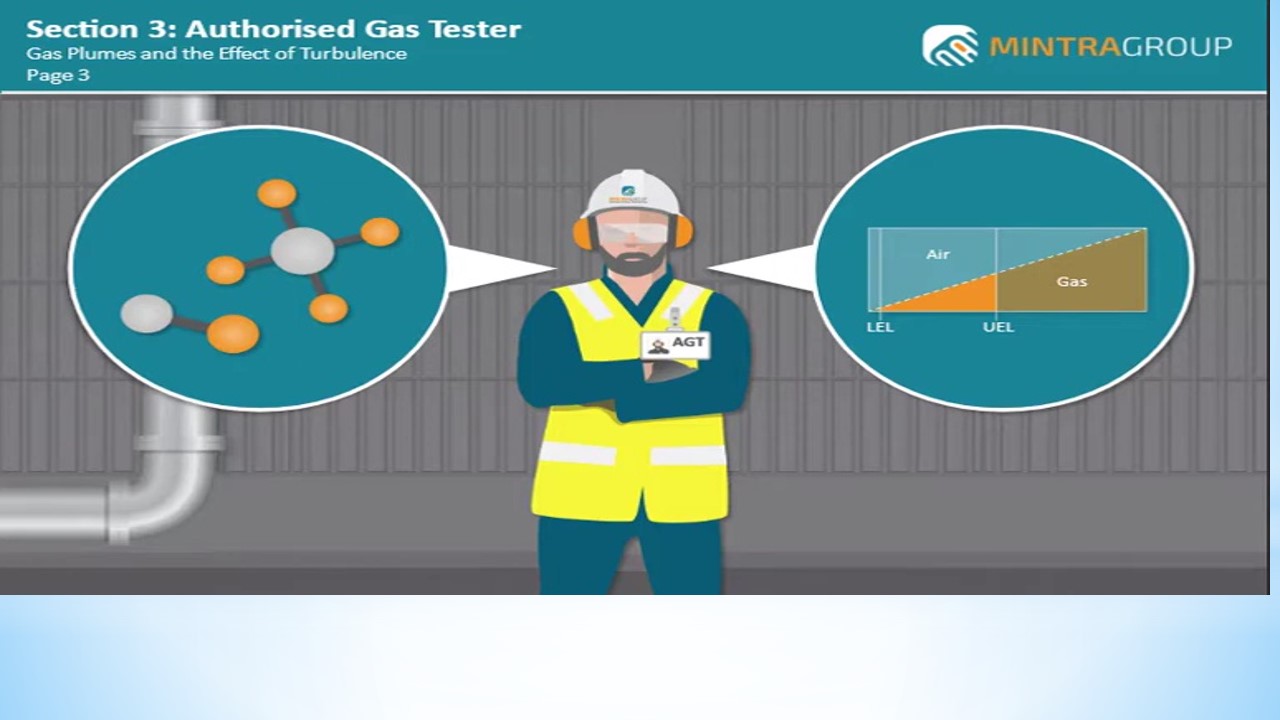 Section 3: Authorised Gas Tester
Gas Plumes and the Effect of Turbulence
Page 3
MINTRAGROUP
Air
Gas
LEL
UEL
AGT